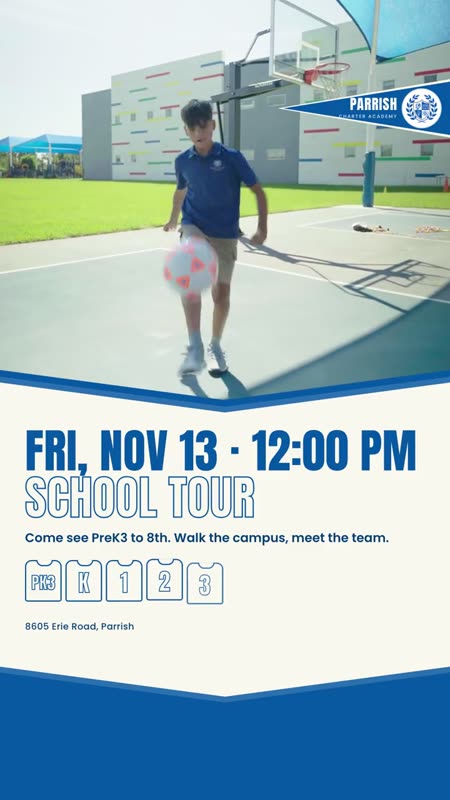 PARRISH
CHARTER ACADEMY
FRI, NOV 13 · 12:00 PM
SCHOOL TOUR
Come see PreK3 to 8th. Walk the campus, meet the team.
PK3 K 1 2 3
8605 Erie Road, Parrish